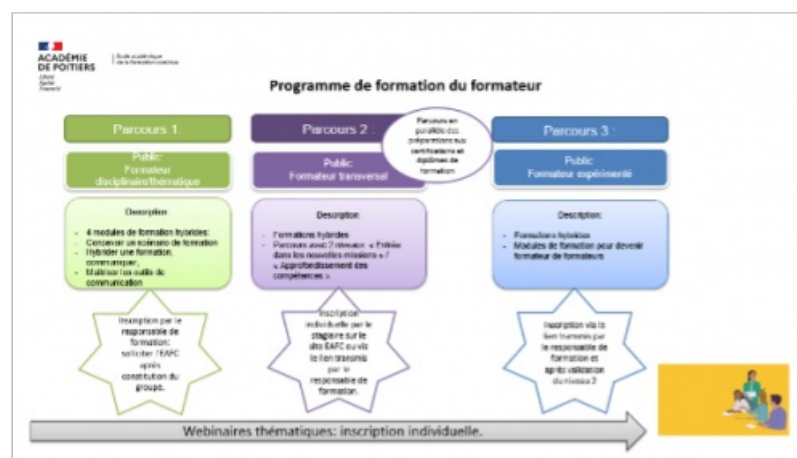 ACADÉMIE
DE POITIERS
Liberté
Égalité
Fraternité
École académique
de la formation continue
Programme de formation du formateur
Parcours 1:
Public:
Formateur
disciplinaire/thématique
Description:
- 4 modules de formation hybrides:
- Concevoir un scénario de formation
- Hybrider une formation,
communiquer,
- Maîtriser les outils de
communication
Inscription par le
responsable de
formation:
solliciter l'EAFC
après
constitution du
groupe.
Parcours 2 :
Public:
Formateur transversal
Description:
- Formations hybrides
- Parcours avec 2 niveaux: « Entrée
dans les nouvelles missions » /
« Approfondissement des
compétences »
Inscription
individuelle par le
stagiaire sur le
site EAFC ou via
le lien transmis
par le
responsable de
formation.
Parcours en
parallèle des
préparations aux
certifications et
diplômes de
formation
Parcours 3 :
Public:
Formateur expérimenté
Description:
- Formations hybrides
- Modules de formation pour devenir
formateur de formateurs
Inscription via le
lien transmis par
le responsable de
formation et
après validation
du niveau 2
Webinaires thématiques: inscription individuelle.